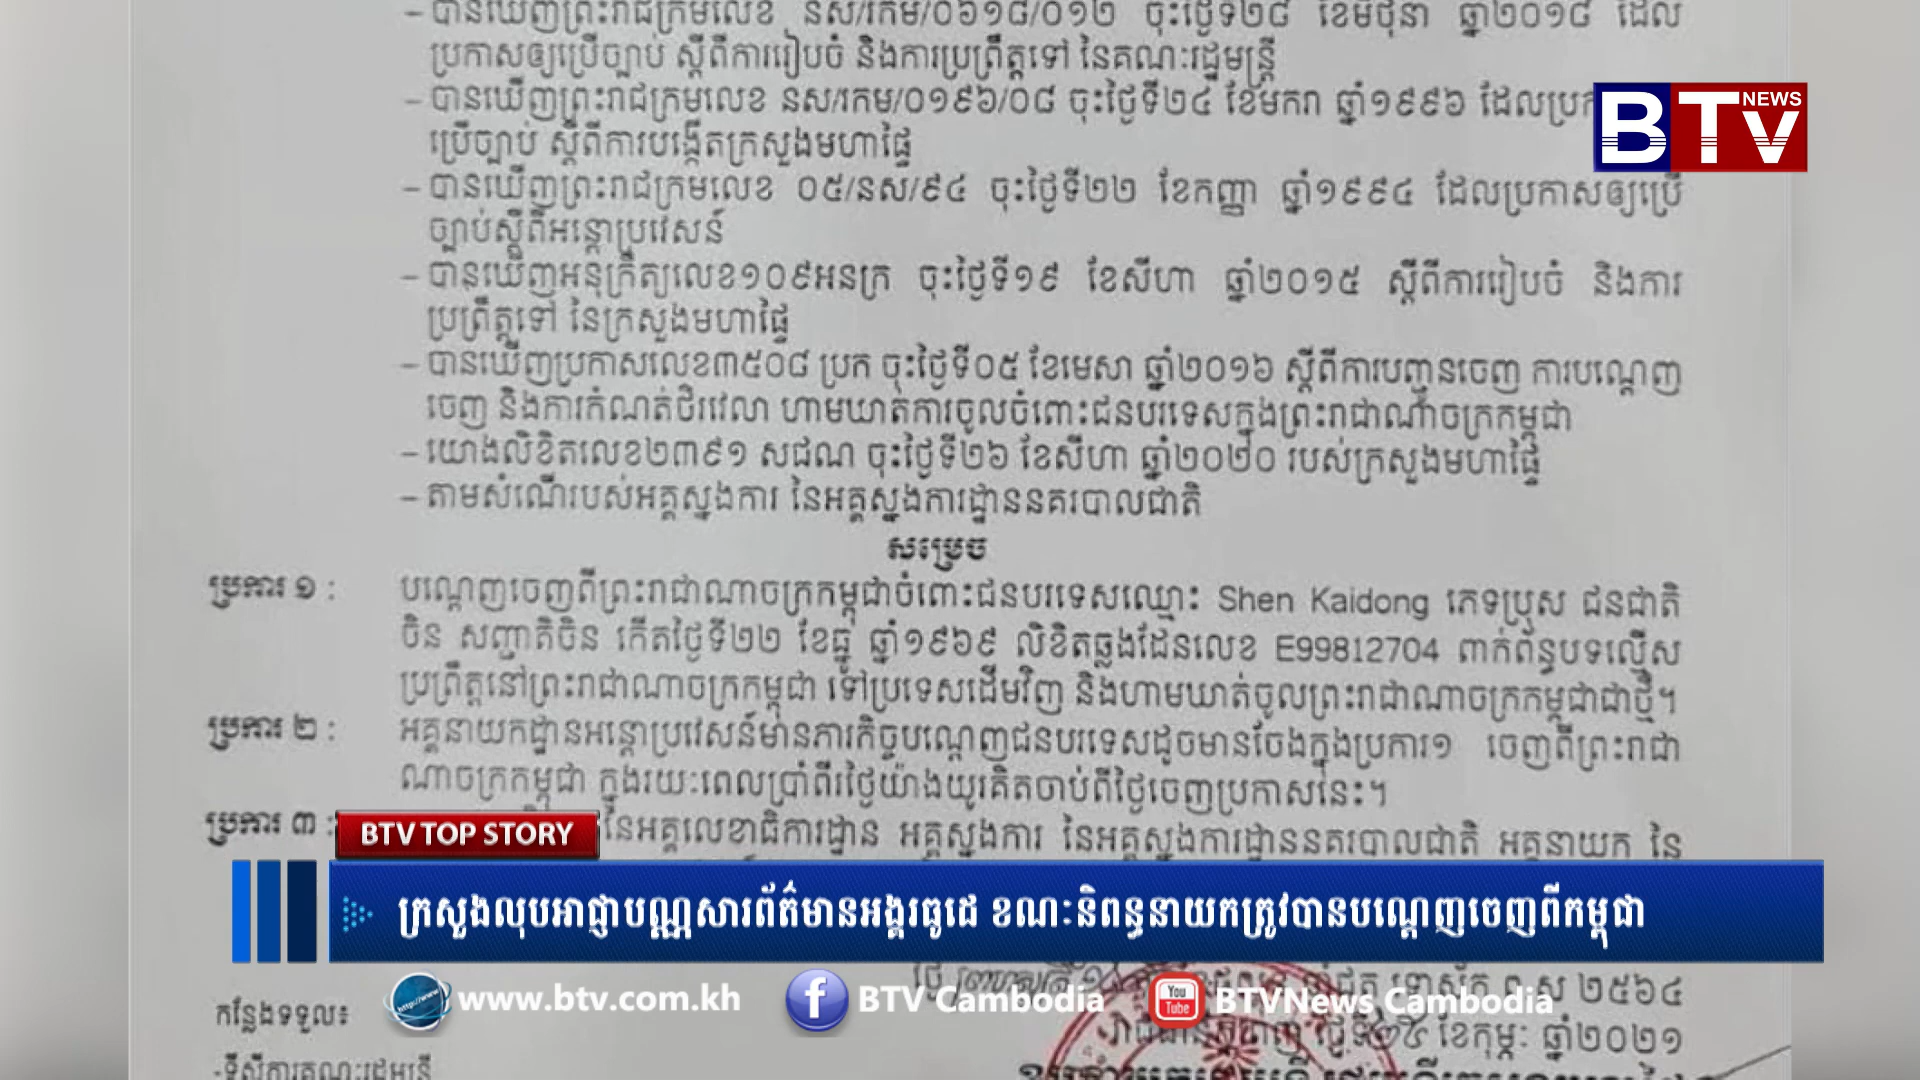 – បានឃើញព្រះរាជក្រមលេខ នស/រកម/០៦១៨/០១២ ចុះថ្ងៃទី២៨ ខែមិថុនា ឆ្នាំ២០១៨ ដែល
ប្រកាសឲ្យប្រើច្បាប់ ស្ដីពីការរៀបចំ និងការប្រព្រឹត្តទៅ នៃគណៈរដ្ឋមន្ត្រី
– បានឃើញព្រះរាជក្រមលេខ នស/រកម/០១៩៦/០៨ ចុះថ្ងៃទី២៤ ខែមករា ឆ្នាំ១៩៩៦ ដែលប្រក
ប្រើច្បាប់ ស្ដីពីការបង្កើតក្រសួងមហាផ្ទៃ
BTV NEWS
– បានឃើញព្រះរាជក្រមលេខ ០៥/នស/៩៤ ចុះថ្ងៃទី២២ ខែកញ្ញា ឆ្នាំ១៩៩៤ ដែលប្រកាសឲ្យប្រើ
ច្បាប់ស្ដីពីអន្តោប្រវេសន៍
– បានឃើញអនុក្រឹត្យលេខ១០៩អនក្រ ចុះថ្ងៃទី១៩ ខែសីហា ឆ្នាំ២០១៥ ស្ដីពីការរៀបចំ និងការ
ប្រព្រឹត្តទៅ នៃក្រសួងមហាផ្ទៃ
– បានឃើញប្រកាសលេខ៣៥០៨ ប្រក ចុះថ្ងៃទី០៥ ខែមេសា ឆ្នាំ២០១៦ ស្ដីពីការបញ្ជូនចេញ ការបណ្ដេញ
ចេញ និងការកំណត់ថិរវេលា ហាមឃាត់ការចូលចំពោះជនបរទេសក្នុងព្រះរាជាណាចក្រកម្ពុជា
– យោងលិខិតលេខ២៣៩១ សជណ ចុះថ្ងៃទី២៦ ខែសីហា ឆ្នាំ២០២០ របស់ក្រសួងមហាផ្ទៃ
– តាមសំណើរបស់អគ្គស្នងការ នៃអគ្គស្នងការដ្ឋាននគរបាលជាតិ
សម្រេច
ប្រការ ១ : បណ្ដេញចេញពីព្រះរាជាណាចក្រកម្ពុជាចំពោះជនបរទេសឈ្មោះ Shen Kaidong ភេទប្រុស ជនជាតិ
ចិន សញ្ជាតិចិន កើតថ្ងៃទី២២ ខែធ្នូ ឆ្នាំ១៩៦៩ លិខិតឆ្លងដែនលេខ E99812704 ពាក់ព័ន្ធបទល្មើស
ប្រព្រឹត្តនៅព្រះរាជាណាចក្រកម្ពុជា ទៅប្រទេសដើមវិញ និងហាមឃាត់ចូលព្រះរាជាណាចក្រកម្ពុជាជាថ្មី។
ប្រការ ២ : អគ្គនាយកដ្ឋានអន្តោប្រវេសន៍មានភារកិច្ចបណ្ដេញជនបរទេសដូចមានចែងក្នុងប្រការ១ ចេញពីព្រះរាជា
ណាចក្រកម្ពុជា ក្នុងរយៈពេលប្រាំពីរថ្ងៃយ៉ាងយូរគិតចាប់ពីថ្ងៃចេញប្រកាសនេះ។
ប្រការ ៣ : នៃអគ្គលេខាធិការដ្ឋាន អគ្គស្នងការ នៃអគ្គស្នងការដ្ឋាននគរបាលជាតិ អគ្គនាយក នៃ
BTV TOP STORY
ក្រសួងលុបអាជ្ញាបណ្ណសារព័ត៌មានអង្គរធូដេ ខណៈនិពន្ធនាយកត្រូវបានបណ្ដេញចេញពីកម្ពុជា
ព.ស ២៥៦៤
www.btv.com.kh BTV Cambodia BTVNews Cambodia
កន្លែងទទួល៖
ខែកុម្ភៈ ឆ្នាំ២០២១
-ទីស្ដីការគណៈរដ្ឋមន្ត្រី